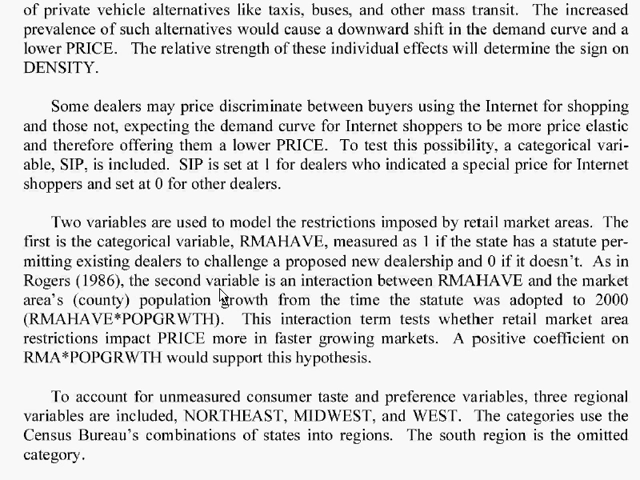 of private vehicle alternatives like taxis, buses, and other mass transit. The increased
prevalence of such alternatives would cause a downward shift in the demand curve and a
lower PRICE. The relative strength of these individual effects will determine the sign on
DENSITY.
Some dealers may price discriminate between buyers using the Internet for shopping
and those not, expecting the demand curve for Internet shoppers to be more price elastic
and therefore offering them a lower PRICE. To test this possibility, a categorical vari-
able, SIP, is included. SIP is set at 1 for dealers who indicated a special price for Internet
shoppers and set at 0 for other dealers.
Two variables are used to model the restrictions imposed by retail market areas. The
first is the categorical variable, RMAHAVE, measured as 1 if the state has a statute per-
mitting existing dealers to challenge a proposed new dealership and 0 if it doesn't. As in
Rogers (1986), the second variable is an interaction between RMAHAVE and the market
area's (county) population growth from the time the statute was adopted to 2000
(RMAHAVE*POPGRWTH). This interaction term tests whether retail market area
restrictions impact PRICE more in faster growing markets. A positive coefficient on
RMA*POPGRWTH would support this hypothesis.
To account for unmeasured consumer taste and preference variables, three regional
variables are included, NORTHEAST, MIDWEST, and WEST. The categories use the
Census Bureau's combinations of states into regions. The south region is the omitted
category.